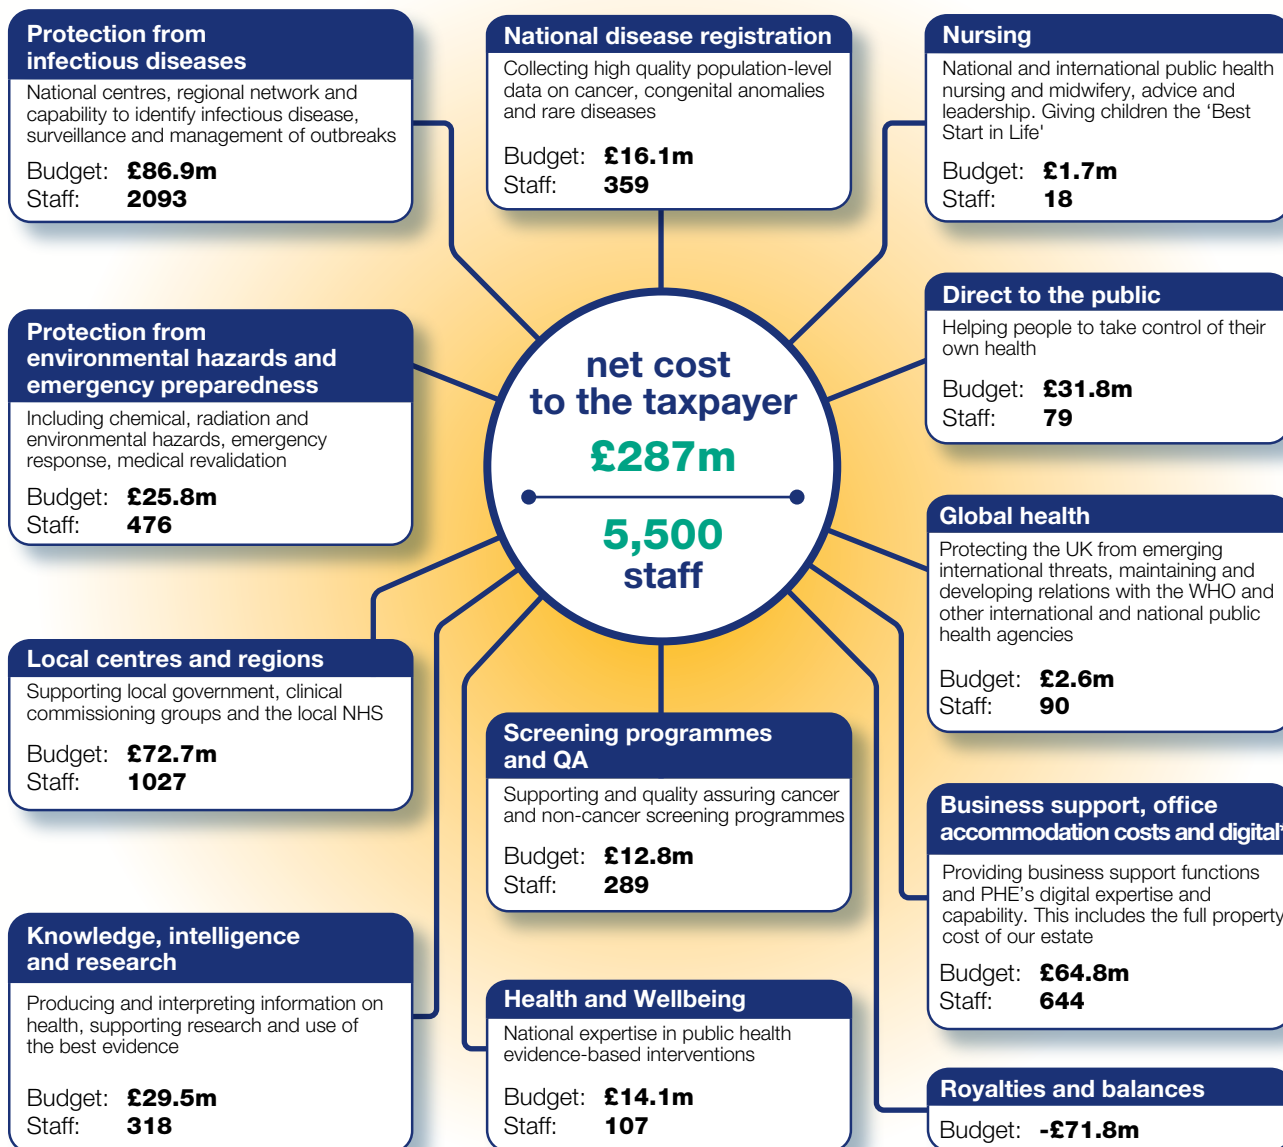 Protection from
infectious diseases
National centres, regional network and
capability to identify infectious disease,
surveillance and management of outbreaks
Budget: £86.9m
Staff: 2093
National disease registration
Collecting high quality population-level
data on cancer, congenital anomalies
and rare diseases
Budget: £16.1m
Staff: 359
Nursing
National and international public health
nursing and midwifery, advice and
leadership. Giving children the ‘Best
Start in Life'
Budget: £1.7m
Staff: 18
Protection from
environmental hazards and
emergency preparedness
Including chemical, radiation and
environmental hazards, emergency
response, medical revalidation
Budget: £25.8m
Staff: 476
net cost
to the taxpayer
£287m
5,500
staff
Direct to the public
Helping people to take control of their
own health
Budget: £31.8m
Staff: 79
Global health
Protecting the UK from emerging
international threats, maintaining and
developing relations with the WHO and
other international and national public
health agencies
Budget: £2.6m
Staff: 90
Local centres and regions
Supporting local government, clinical
commissioning groups and the local NHS
Budget: £72.7m
Staff: 1027
Screening programmes
and QA
Supporting and quality assuring cancer
and non-cancer screening programmes
Budget: £12.8m
Staff: 289
Business support, office
accommodation costs and digital*
Providing business support functions
and PHE’s digital expertise and
capability. This includes the full property
cost of our estate
Budget: £64.8m
Staff: 644
Knowledge, intelligence
and research
Producing and interpreting information on
health, supporting research and use of
the best evidence
Budget: £29.5m
Staff: 318
Health and Wellbeing
National expertise in public health
evidence-based interventions
Budget: £14.1m
Staff: 107
Royalties and balances
Budget: -£71.8m